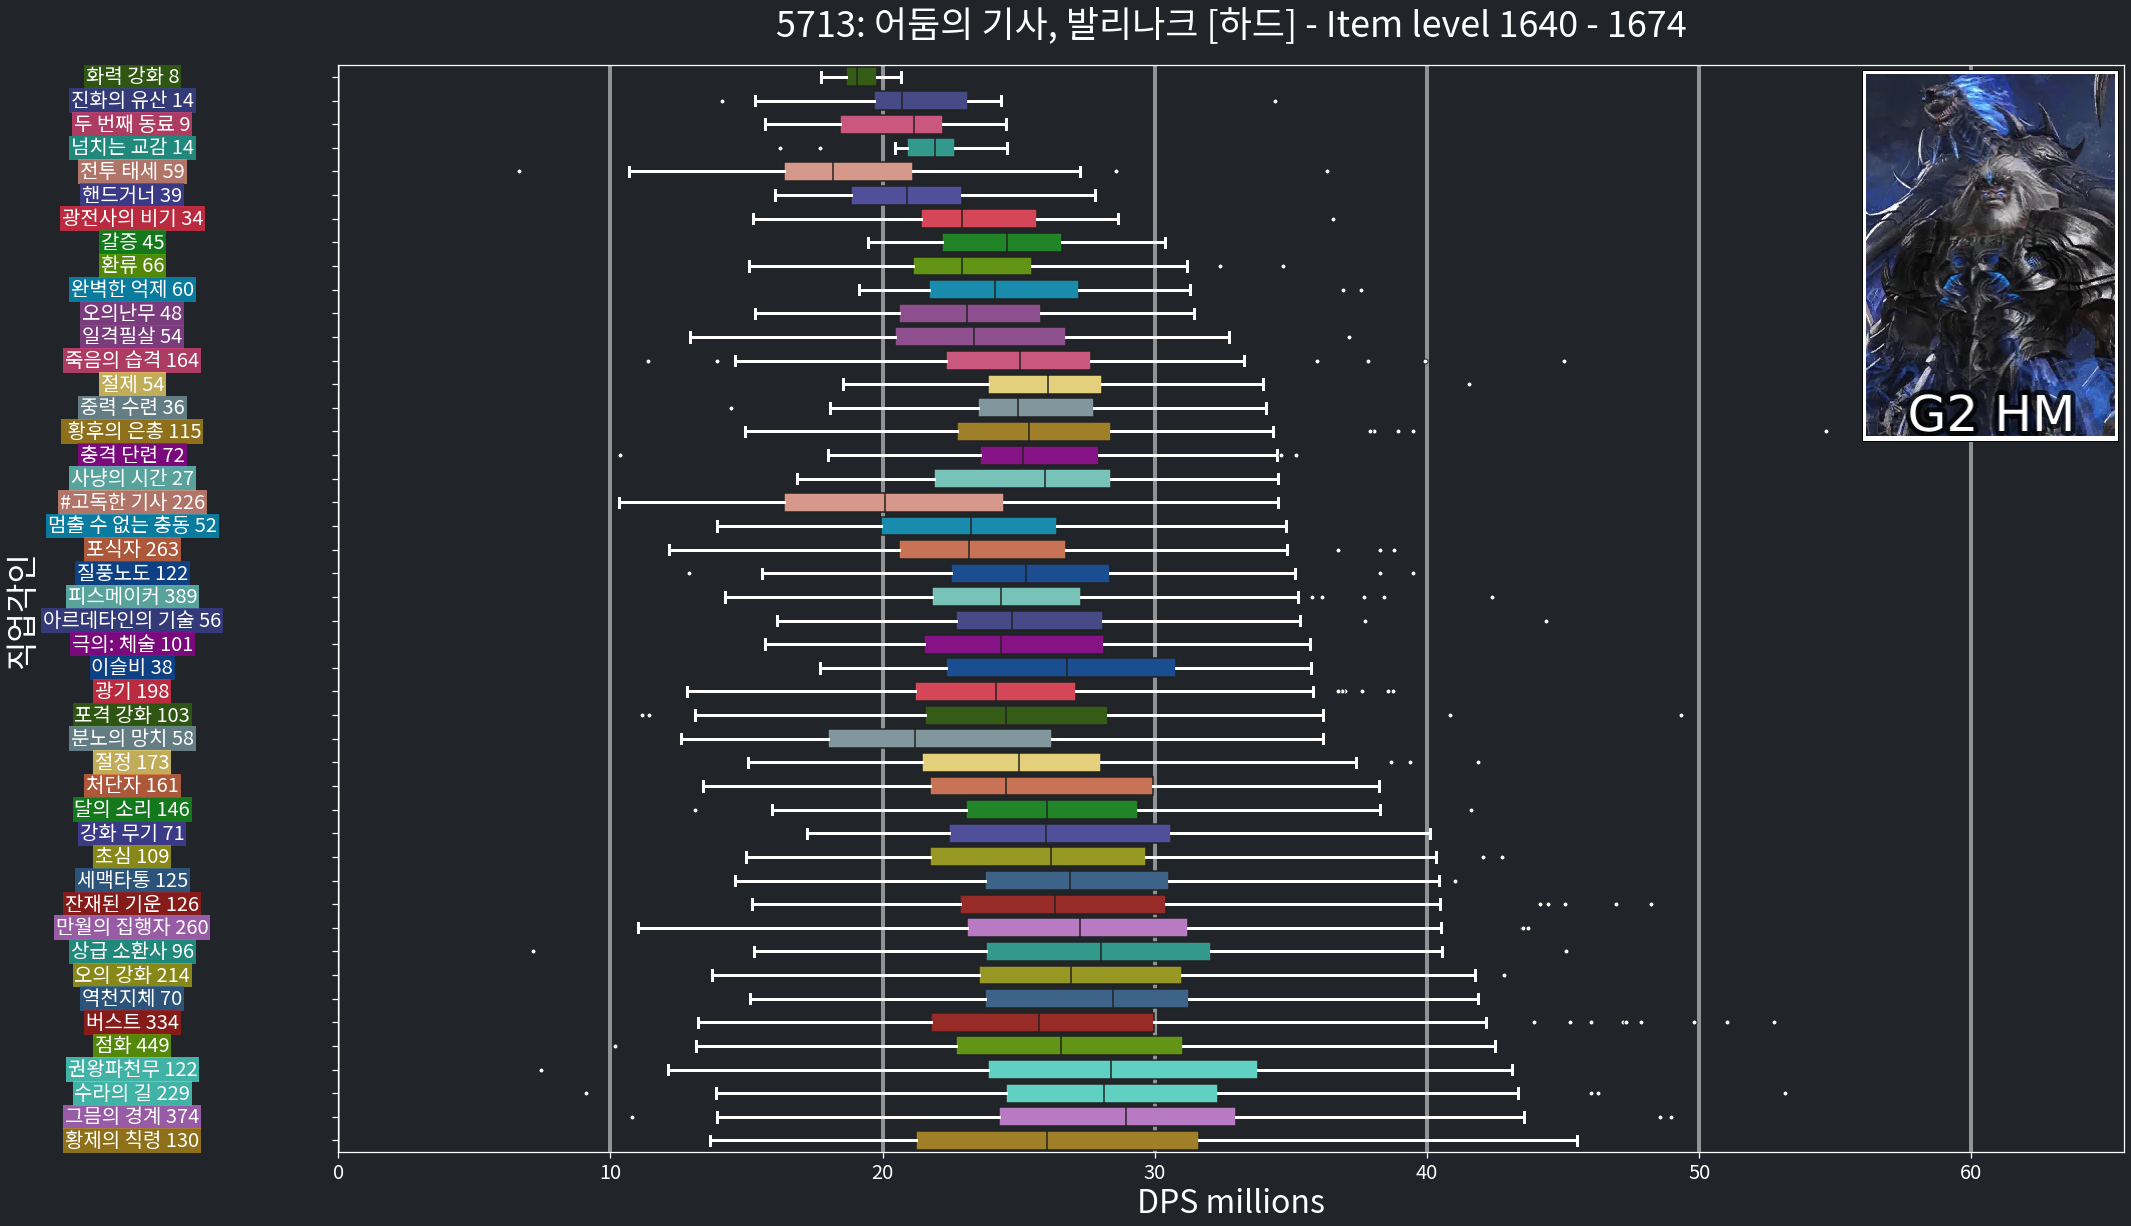 5713: 어둠의 기사, 발리나크 [하드] - Item level 1640 - 1674
화력 강화 8
진화의 유산 14
두 번째 동료 9
넘치는 교감 14
전투 태세 59
핸드거너 39
광전사의 비기 34
갈증 45
환류 66
완벽한 억제 60
오의난무 48
일격필살 54
죽음의 습격 164
절제 54
중력 수련 36
황후의 은총 115
충격 단련 72
사냥의 시간 27
#고독한 기사 226
멈출 수 없는 충동 52
포식자 263
질풍노도 122
피스메이커 389
아르데타인의 기술 56
극의: 체술 101
이슬비 38
광기 198
포격 강화 103
분노의 망치 58
절정 173
처단자 161
달의 소리 146
강화 무기 71
초심 109
세맥타통 125
잔재된 기운 126
만월의 집행자 260
상급 소환사 96
오의 강화 214
역천지체 70
버스트 334
점화 449
권왕파천무 122
수라의 길 229
그믐의 경계 374
황제의 칙령 130
직업각인
G2 HM
0 10 20 30 40 50 60
DPS millions